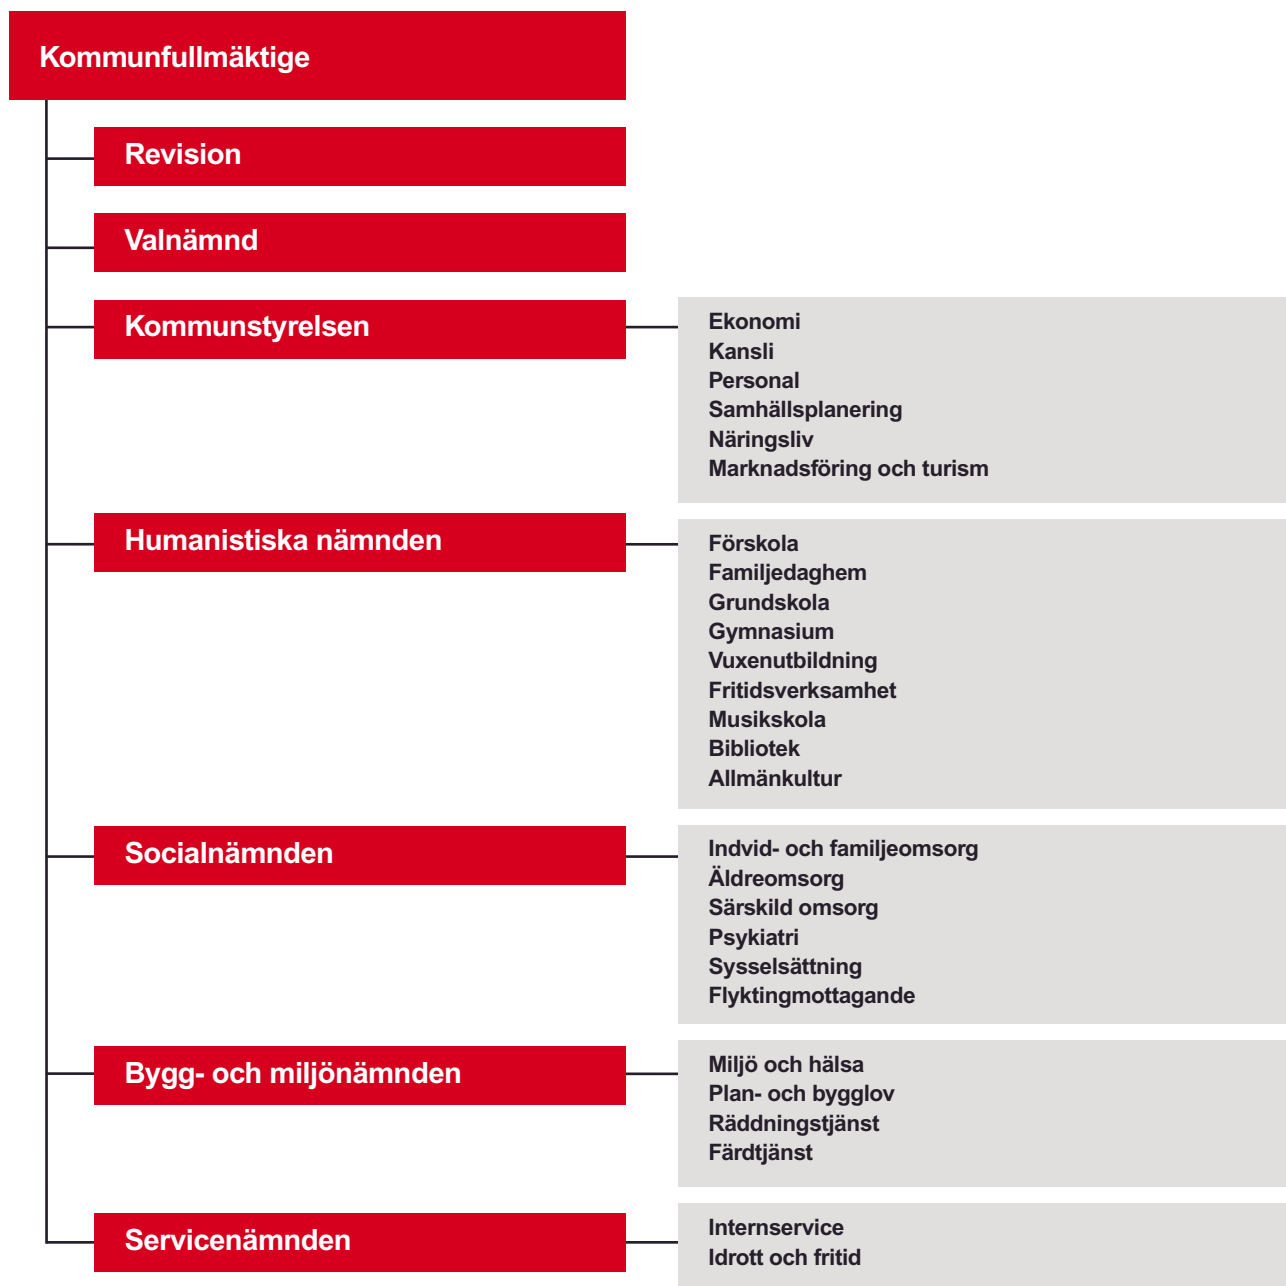 Kommunfullmäktige
Revision
Valnämnd
Kommunstyrelsen
Ekonomi
Kansli
Personal
Samhällsplanering
Näringsliv
Marknadsföring och turism
Humanistiska nämnden
Förskola
Familjedaghem
Grundskola
Gymnasium
Vuxenutbildning
Fritidsverksamhet
Musikskola
Bibliotek
Allmänkultur
Socialnämnden
Indvid- och familjeomsorg
Äldreomsorg
Särskild omsorg
Psykiatri
Sysselsättning
Flyktingmottagande
Bygg- och miljönämnden
Miljö och hälsa
Plan- och bygglov
Räddningstjänst
Färdtjänst
Servicenämnden
Internservice
Idrott och fritid